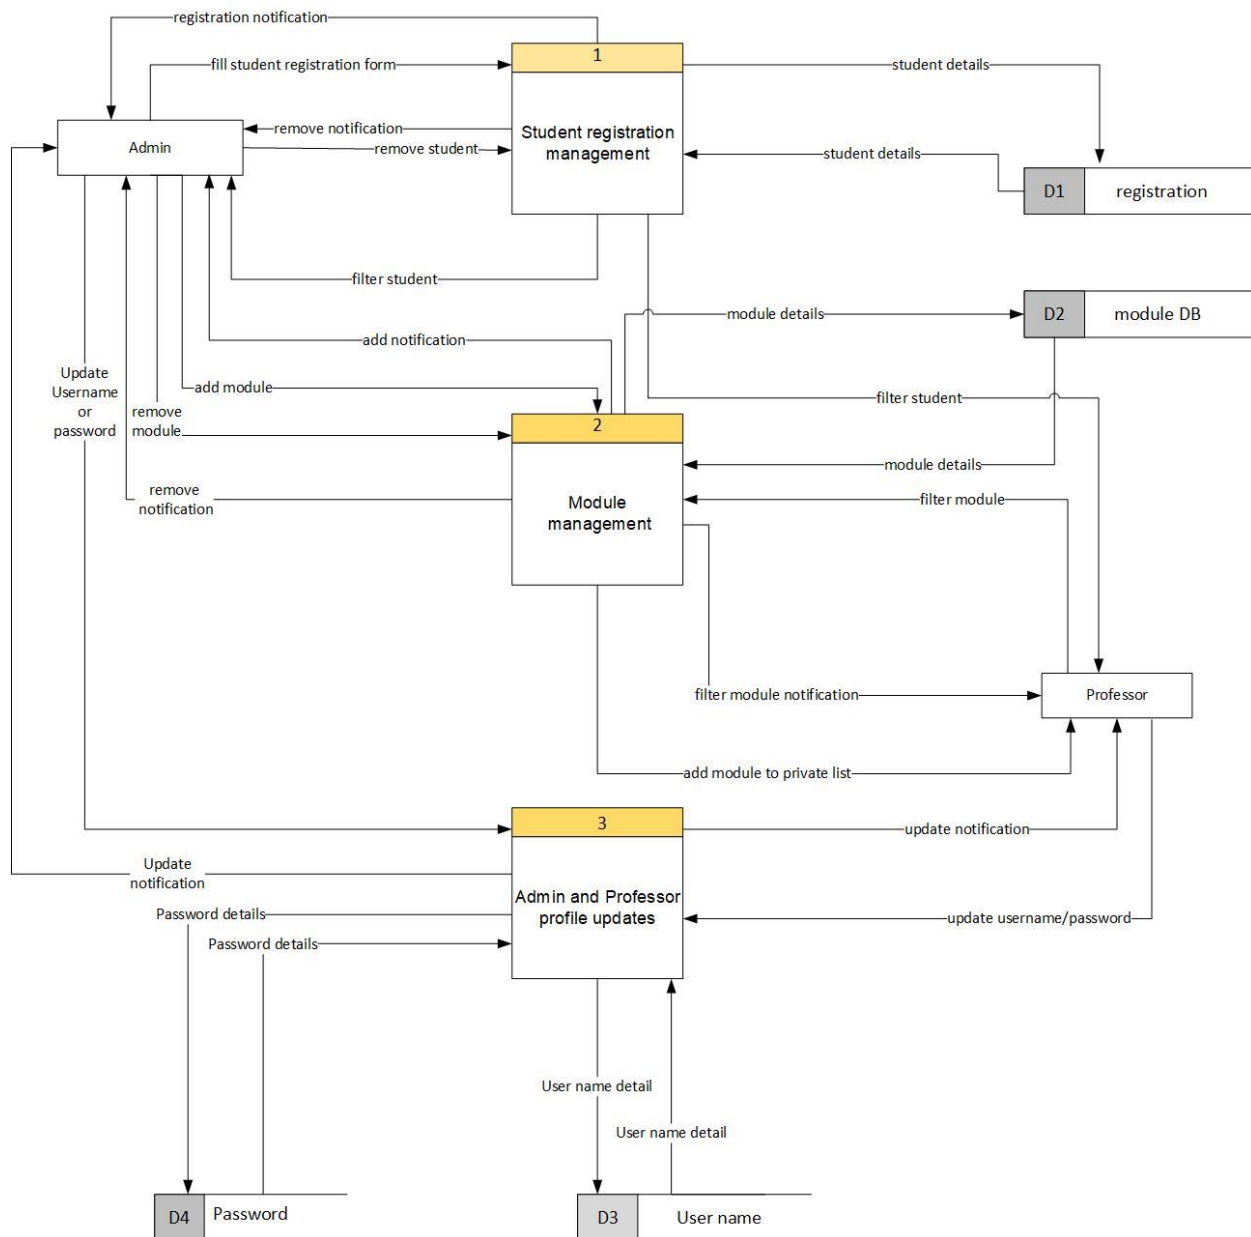 registration notification
1
fill student registration form
student details
remove notification
Student registration
management
Admin
remove student
student details
D1
registration
filter student
module details
D2
module DB
add notification
Update
Username
or
password
add module
filter student
remove
module
2
module details
remove
notification
filter module
Module
management
filter module notification
Professor
add module to private list
3
update notification
Update
notification
Admin and Professor
profile updates
Password details
update username/password
Password details
User name detail
User name detail
D4
Password
D3
User name